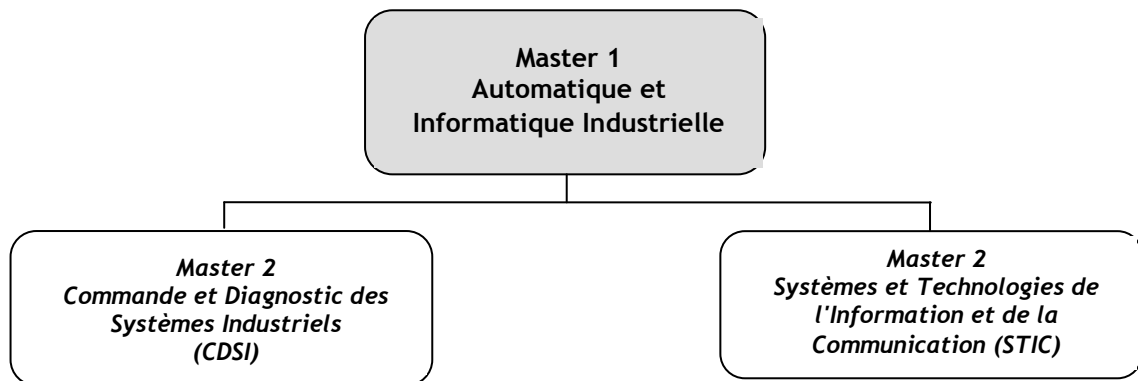 Master 1
Automatique et
Informatique Industrielle
Master 2
Commande et Diagnostic des
Systèmes Industriels
(CDSI)
Master 2
Systèmes et Technologies de
l'Information et de la
Communication (STIC)